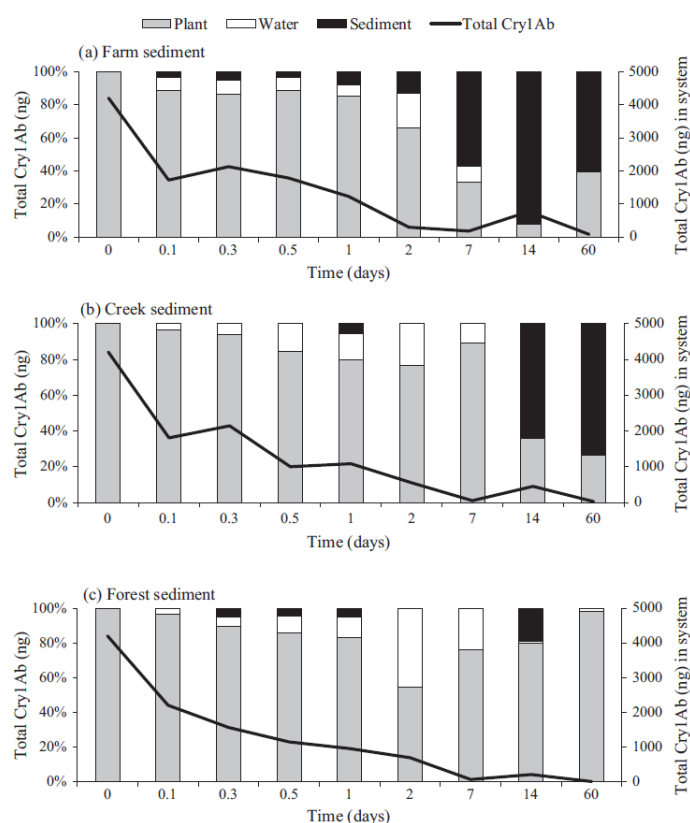 Plant Water Sediment Total Cry1Ab
(a) Farm sediment
100% 5000
80% 4000
60% 3000
40% 2000
20% 1000
0% 0
Total Cry1Ab (ng)
Total Cry1Ab (ng) in system
0 0.1 0.3 0.5 1 2 7 14 60
Time (days)
(b) Creek sediment
100% 5000
80% 4000
60% 3000
40% 2000
20% 1000
0% 0
Total Cry1Ab (ng)
Total Cry1Ab (ng) in system
0 0.1 0.3 0.5 1 2 7 14 60
Time (days)
(c) Forest sediment
100% 5000
80% 4000
60% 3000
40% 2000
20% 1000
0% 0
Total Cry1Ab (ng)
Total Cry1Ab (ng) in system
0 0.1 0.3 0.5 1 2 7 14 60
Time (days)